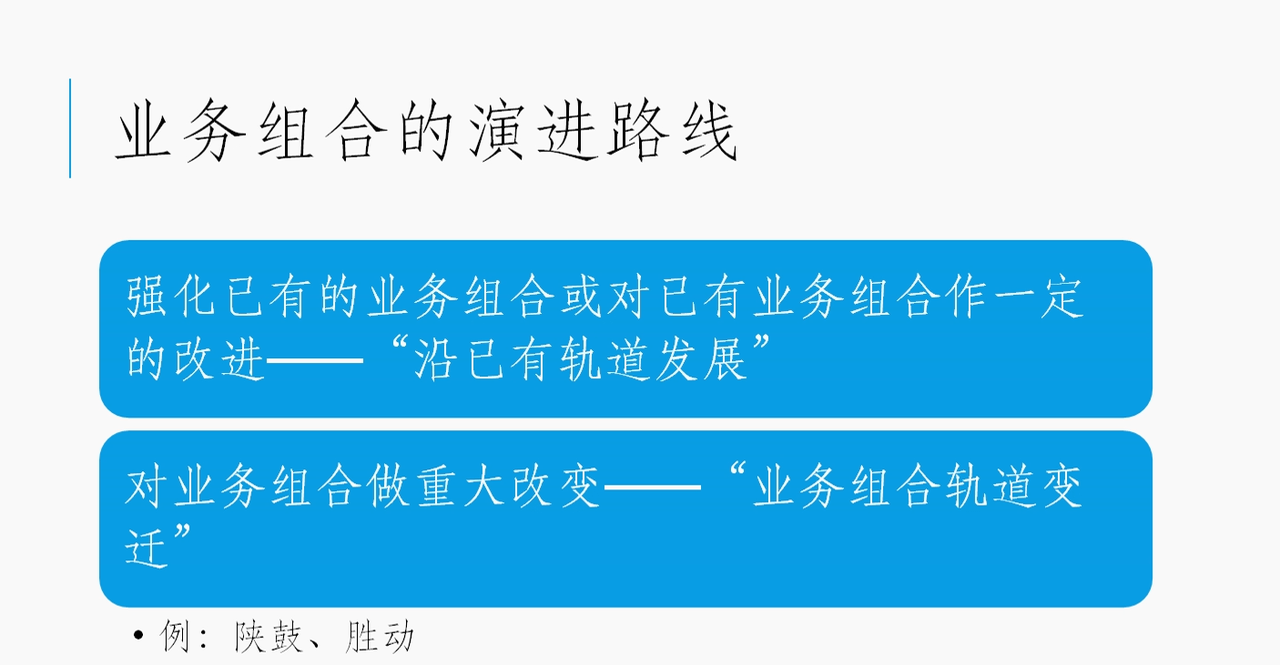 业务组合的演进路线
强化已有的业务组合或对已有业务组合作一定
的改进——“沿已有轨道发展”
对业务组合做重大改变——“业务组合轨道变
迁”
• 例：陕鼓、胜动